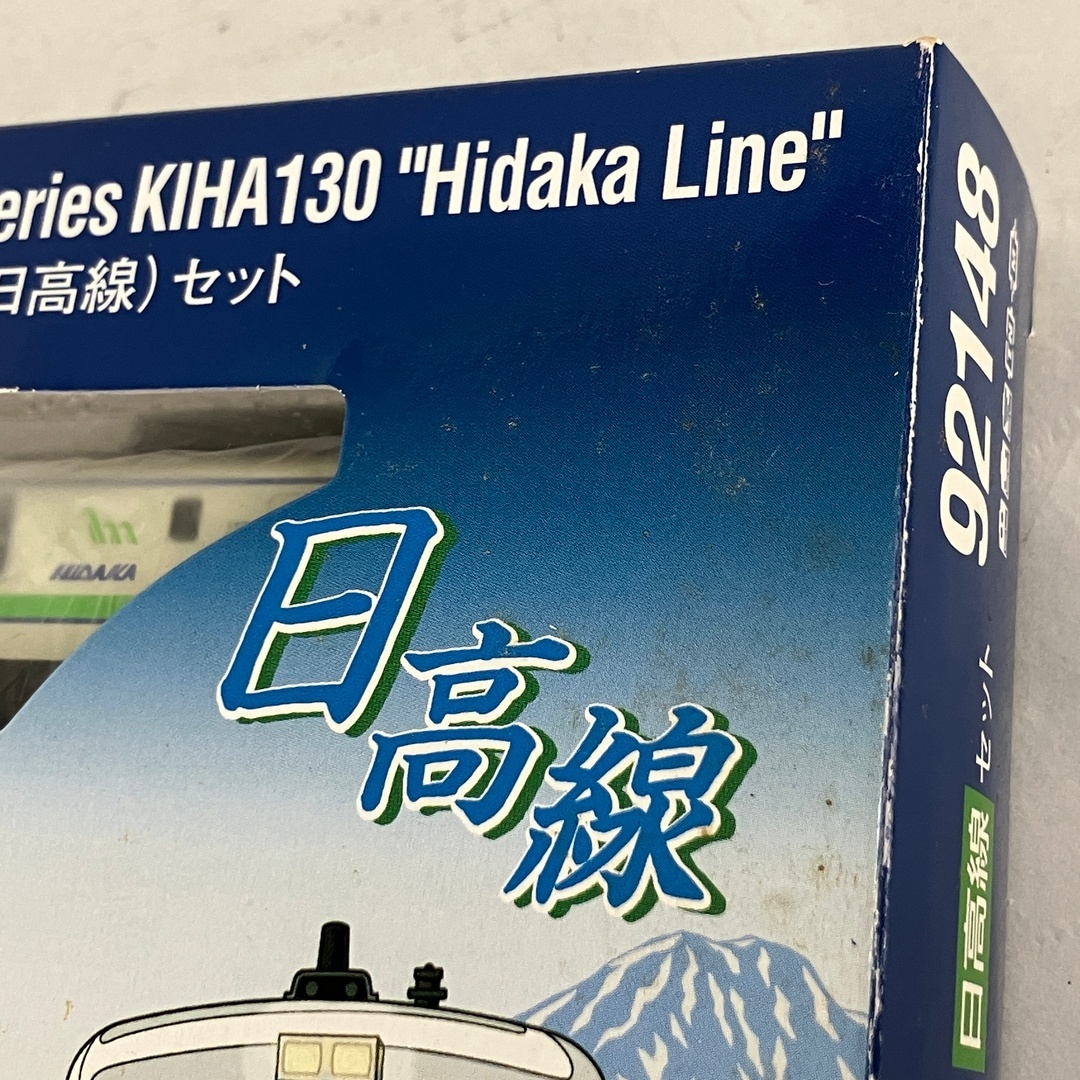 eries KIHA130 "Hidaka Line"
日高線）セット
HIDAKA
日高線
92148
日高線 セット